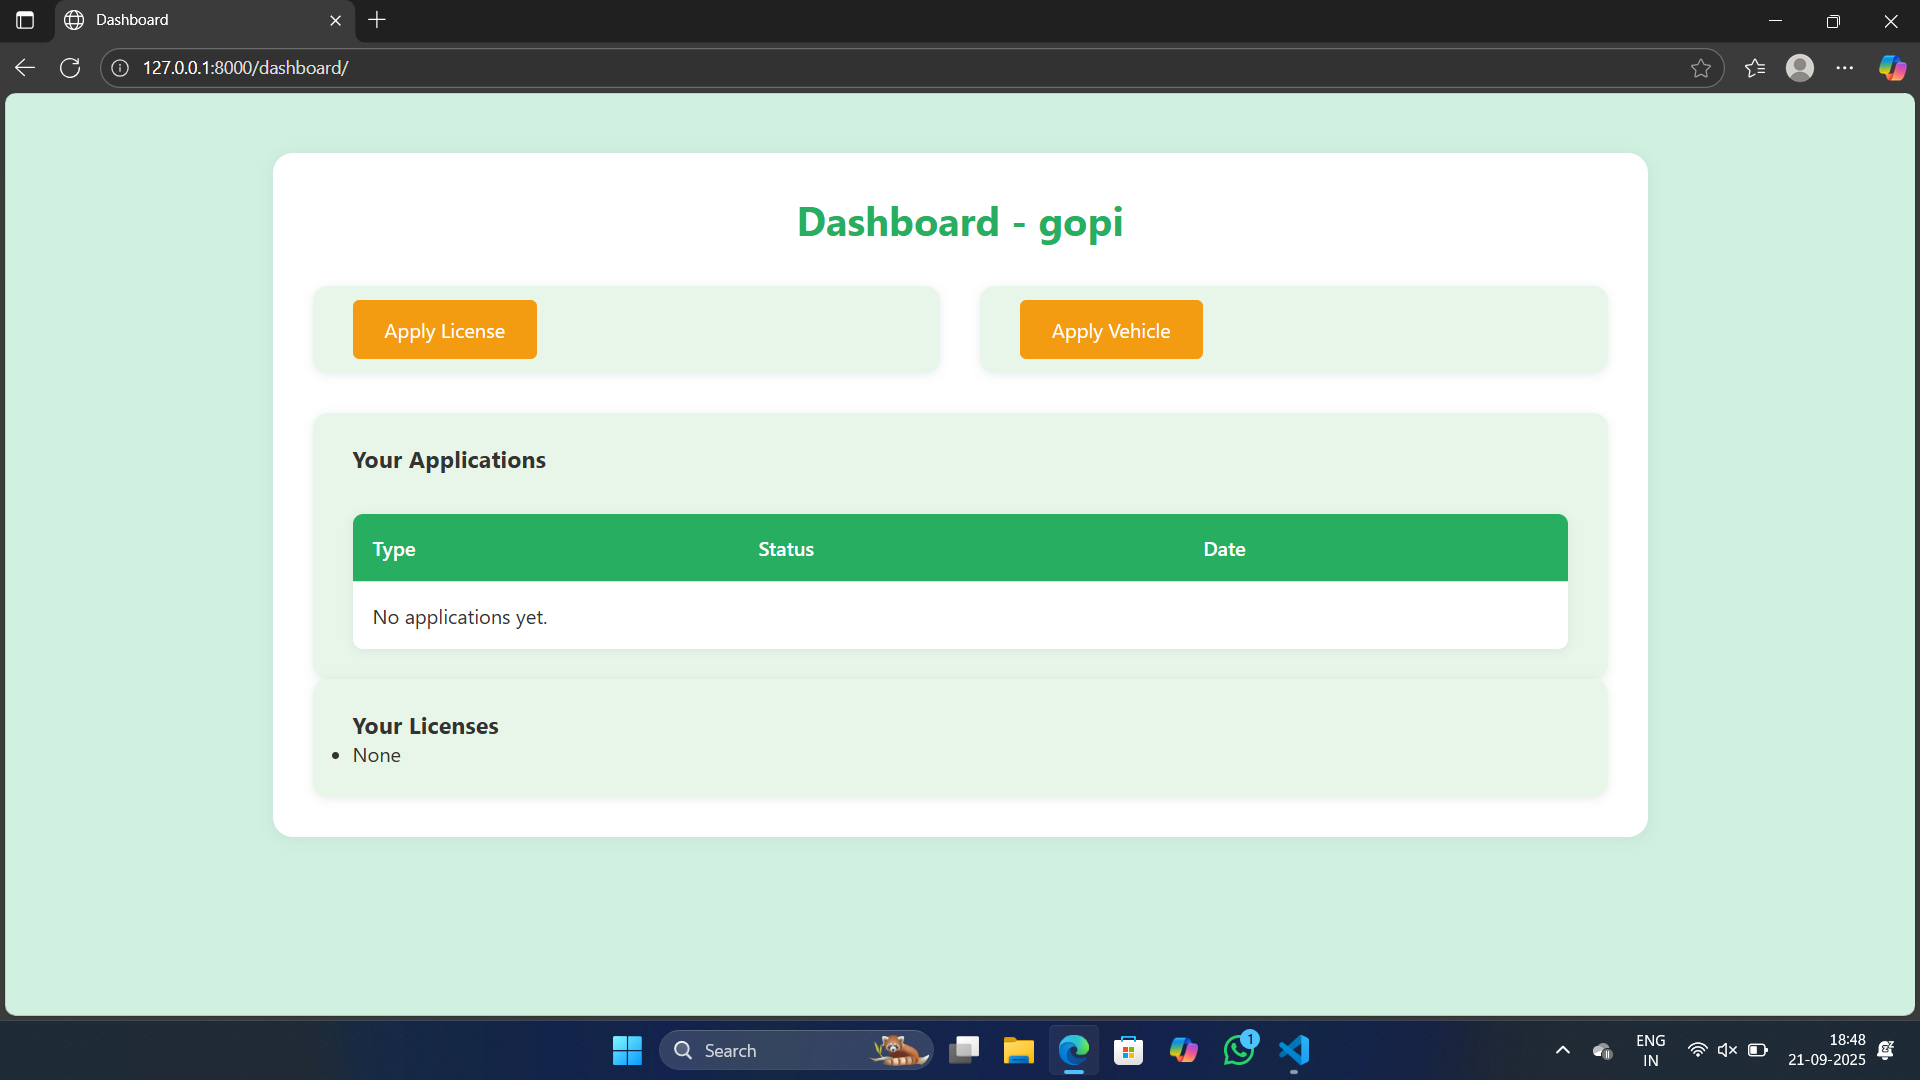 Dashboard
127.0.0.1:8000/dashboard/
Dashboard - gopi
Apply License
Apply Vehicle
Your Applications
Type Status Date
No applications yet.
Your Licenses
• None
Search
1
ENG
IN
18:48
21-09-2025